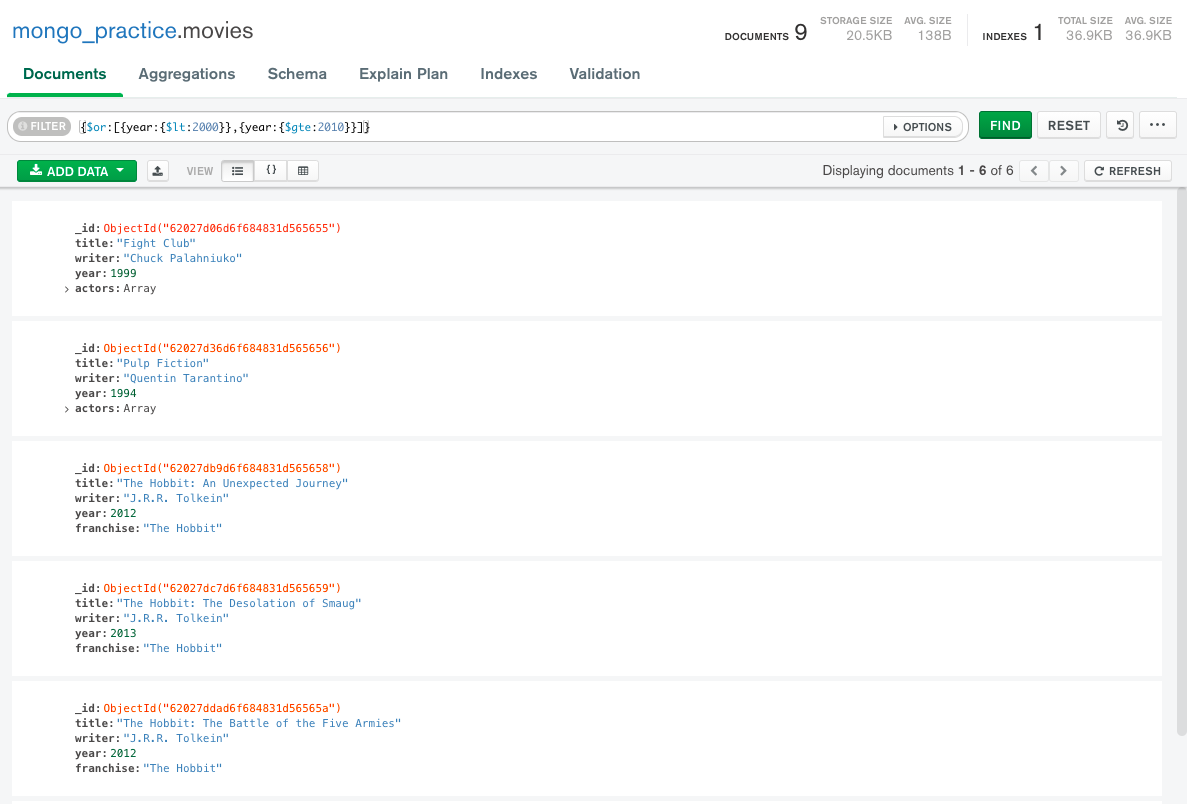 mongo_practice.movies
DOCUMENTS 9 STORAGE SIZE 20.5KB AVG. SIZE 138B INDEXES 1 TOTAL SIZE 36.9KB AVG. SIZE 36.9KB
Documents Aggregations Schema Explain Plan Indexes Validation
FILTER {$or:[{year:{$lt:2000}},{year:{$gte:2010}}]} OPTIONS FIND RESET
ADD DATA VIEW {} Displaying documents 1 - 6 of 6 REFRESH
_id:ObjectId("62027d06d6f684831d565655")
title:"Fight Club"
writer:"Chuck Palahniuko"
year:1999
actors:Array
_id:ObjectId("62027d36d6f684831d565656")
title:"Pulp Fiction"
writer:"Quentin Tarantino"
year:1994
actors:Array
_id:ObjectId("62027db9d6f684831d565658")
title:"The Hobbit: An Unexpected Journey"
writer:"J.R.R. Tolkein"
year:2012
franchise:"The Hobbit"
_id:ObjectId("62027dc7d6f684831d565659")
title:"The Hobbit: The Desolation of Smaug"
writer:"J.R.R. Tolkein"
year:2013
franchise:"The Hobbit"
_id:ObjectId("62027ddad6f684831d56565a")
title:"The Hobbit: The Battle of the Five Armies"
writer:"J.R.R. Tolkein"
year:2012
franchise:"The Hobbit"